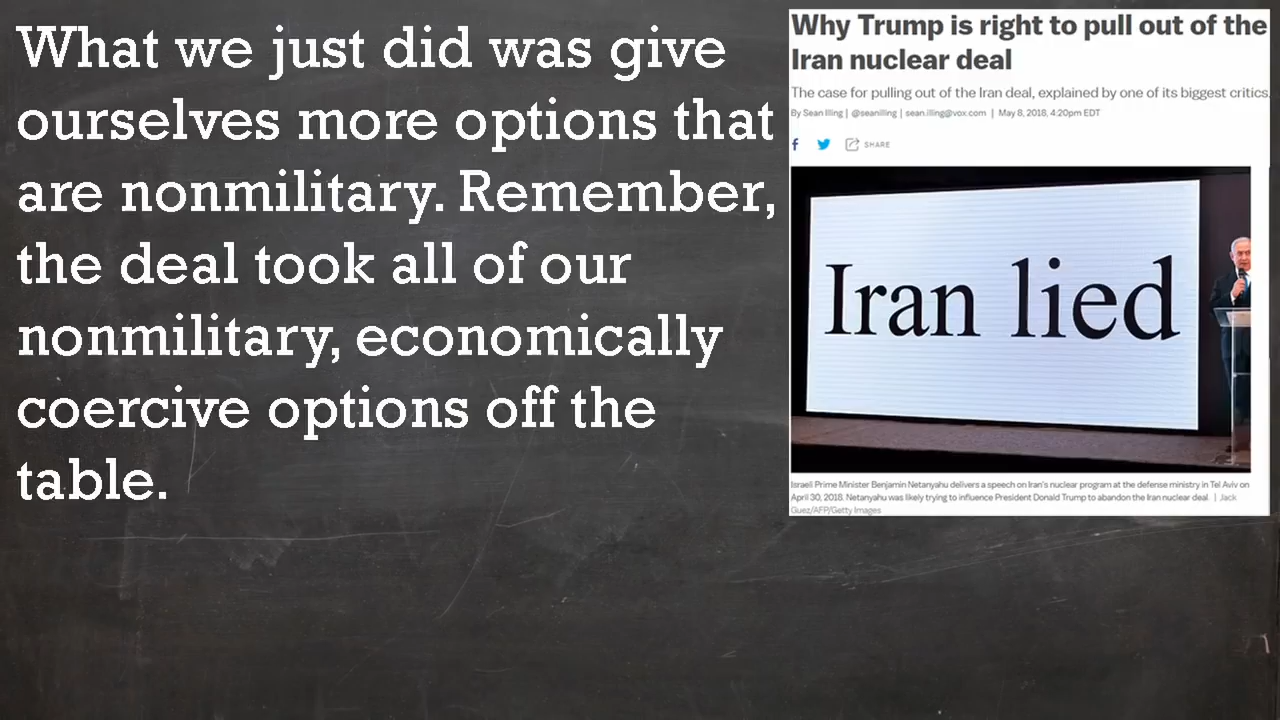 What we just did was give
ourselves more options that
are nonmilitary. Remember,
the deal took all of our
nonmilitary, economically
coercive options off the
table.
Why Trump is right to pull out of the
Iran nuclear deal
The case for pulling out of the Iran deal, explained by one of its biggest critics.
By Sean Illing | @seanilling | sean.illing@vox.com | May 8, 2018, 4:20pm EDT
f SHARE
Iran lied
Israeli Prime Minister Benjamin Netanyahu delivers a speech on Iran's nuclear program at the defense ministry in Tel Aviv on
April 30, 2018. Netanyahu was likely trying to influence President Donald Trump to abandon the Iran nuclear deal. | Jack
Guez/AFP/Getty Images